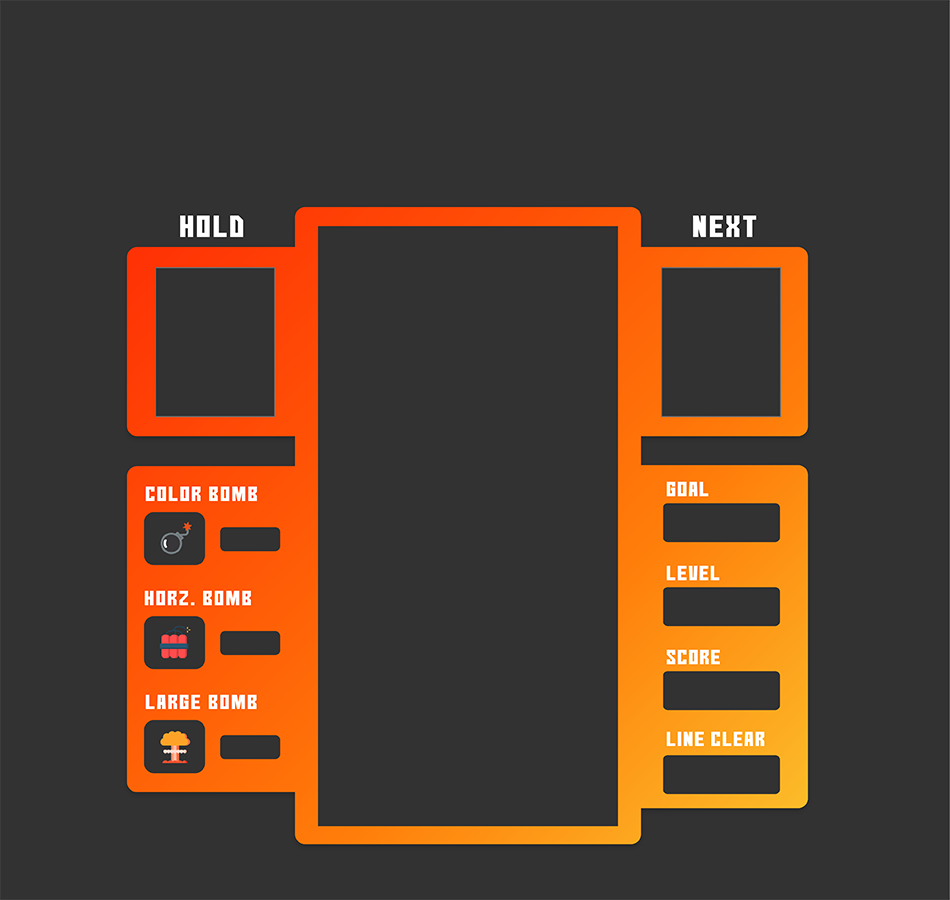 HOLD
NEXT
COLOR BOMB
HORZ. BOMB
LARGE BOMB
GOAL
LEVEL
SCORE
LINE CLEAR